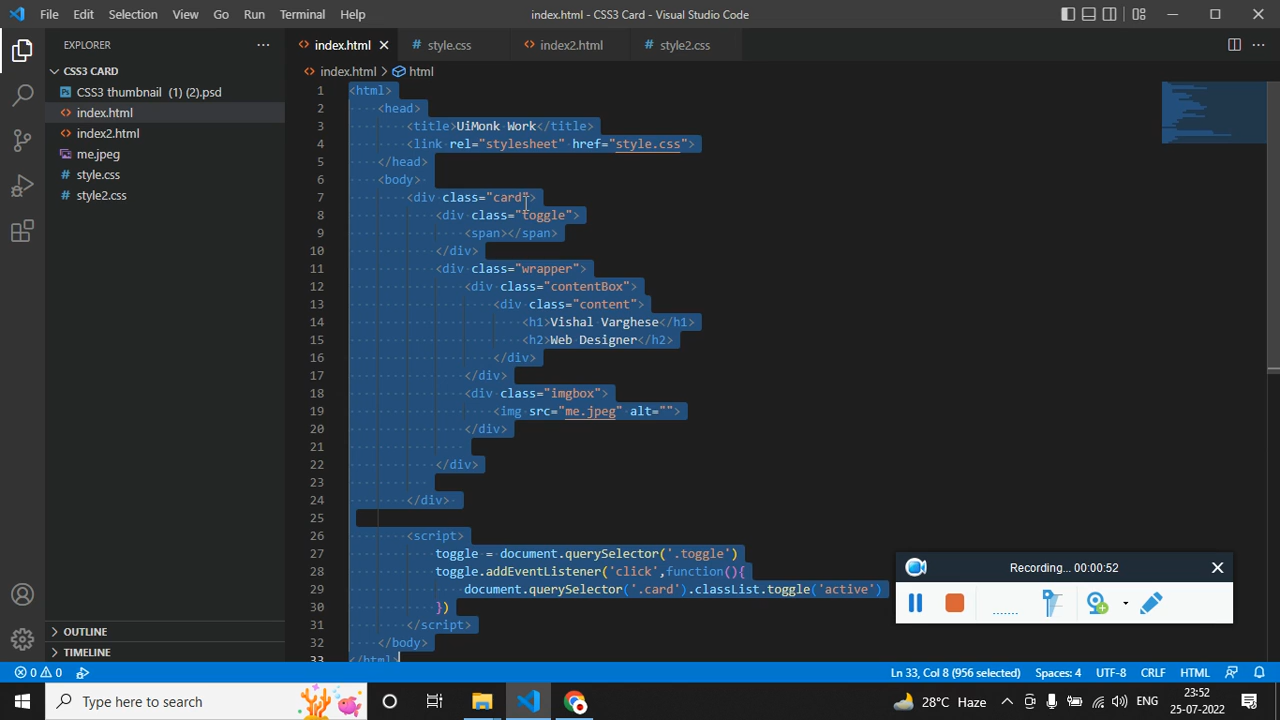 File Edit Selection View Go Run Terminal Help
index.html - CSS3 Card - Visual Studio Code
EXPLORER
index.html
style.css
index2.html
style2.css
CSS3 CARD
CSS3 thumbnail (1) (2).psd
index.html
index2.html
me.jpeg
style.css
style2.css
OUTLINE
TIMELINE
index.html > html
1 <html>
2 <head>
3 <title>UiMonk Work</title>
4 <link rel="stylesheet" href="style.css">
5 </head>
6 <body>
7 <div class="card">
8 <div class="toggle">
9 <span></span>
10 </div>
11 <div class="wrapper">
12 <div class="contentBox">
13 <div class="content">
14 <h1>Vishal Varghese</h1>
15 <h2>Web Designer</h2>
16 </div>
17 </div>
18 <div class="imgbox">
19 <img src="me.jpeg" alt="">
20 </div>
21
22 </div>
23
24 </div>
25
26 <script>
27 toggle = document.querySelector('.toggle')
28 toggle.addEventListener('click',function(){
29 document.querySelector('.card').classList.toggle('active')
30 })
31 </script>
32 </body>
33 </html>
Recording... 00:00:52
0 0
Ln 33, Col 8 (956 selected) Spaces: 4 UTF-8 CRLF HTML
Type here to search
28°C Haze
ENG
23:52
25-07-2022